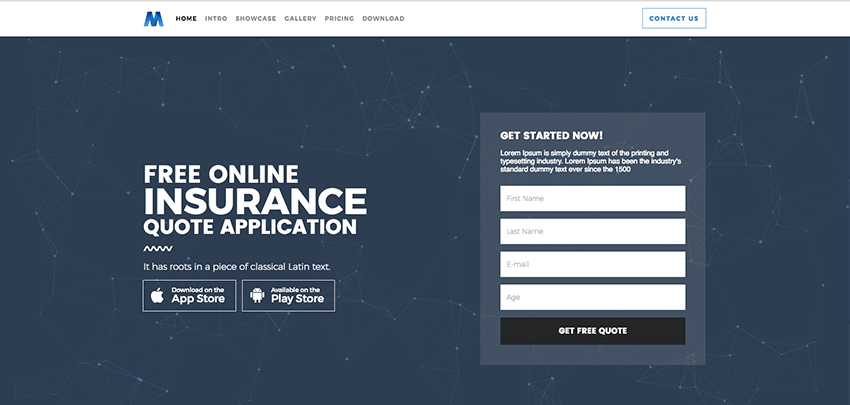 HOME INTRO SHOWCASE GALLERY PRICING DOWNLOAD CONTACT US
FREE ONLINE
INSURANCE
QUOTE APPLICATION
It has roots in a piece of classical Latin text.
Download on the
App Store
Available on the
Play Store
GET STARTED NOW!
Lorem Ipsum is simply dummy text of the printing and
typesetting industry. Lorem Ipsum has been the industry's
standard dummy text ever since the 1500
First Name
Last Name
E-mail
Age
GET FREE QUOTE